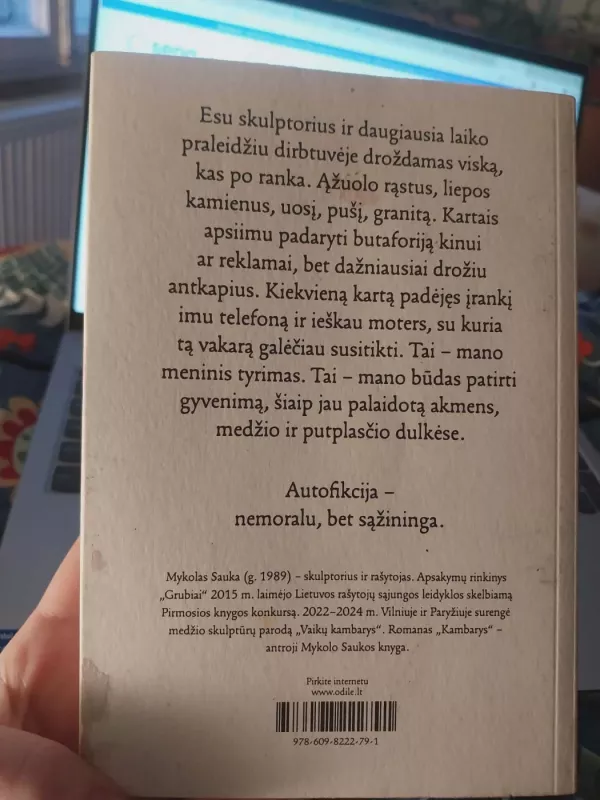 Esu skulptorius ir daugiausia laiko
praleidžiu dirbtuvėje droždamas viską,
kas po ranka. Ąžuolo rąstus, liepos
kamienus, uosį, pušį, granitą. Kartais
apsiimu padaryti butaforiją kinui
ar reklamai, bet dažniausiai drožiu
antkapius. Kiekvieną kartą padėjęs įrankį
imu telefoną ir ieškau moters, su kuria
tą vakarą galėčiau susitikti. Tai – mano
meninis tyrimas. Tai – mano būdas patirti
gyvenimą, šiaip jau palaidotą akmens,
medžio ir putplasčio dulkėse.
Autofikcija –
nemoralu, bet sąžininga.
Mykolas Sauka (g. 1989) – skulptorius ir rašytojas. Apsakymų rinkinys
„Grubiai“ 2015 m. laimėjo Lietuvos rašytojų sąjungos leidyklos skelbiamą
Pirmosios knygos konkursą. 2022–2024 m. Vilniuje ir Paryžiuje surengė
medžio skulptūrų parodą „Vaikų kambarys“. Romanas „Kambarys“ –
antroji Mykolo Saukos knyga.
Pirkite internetu
www.odile.lt
978-609-8222-79-1